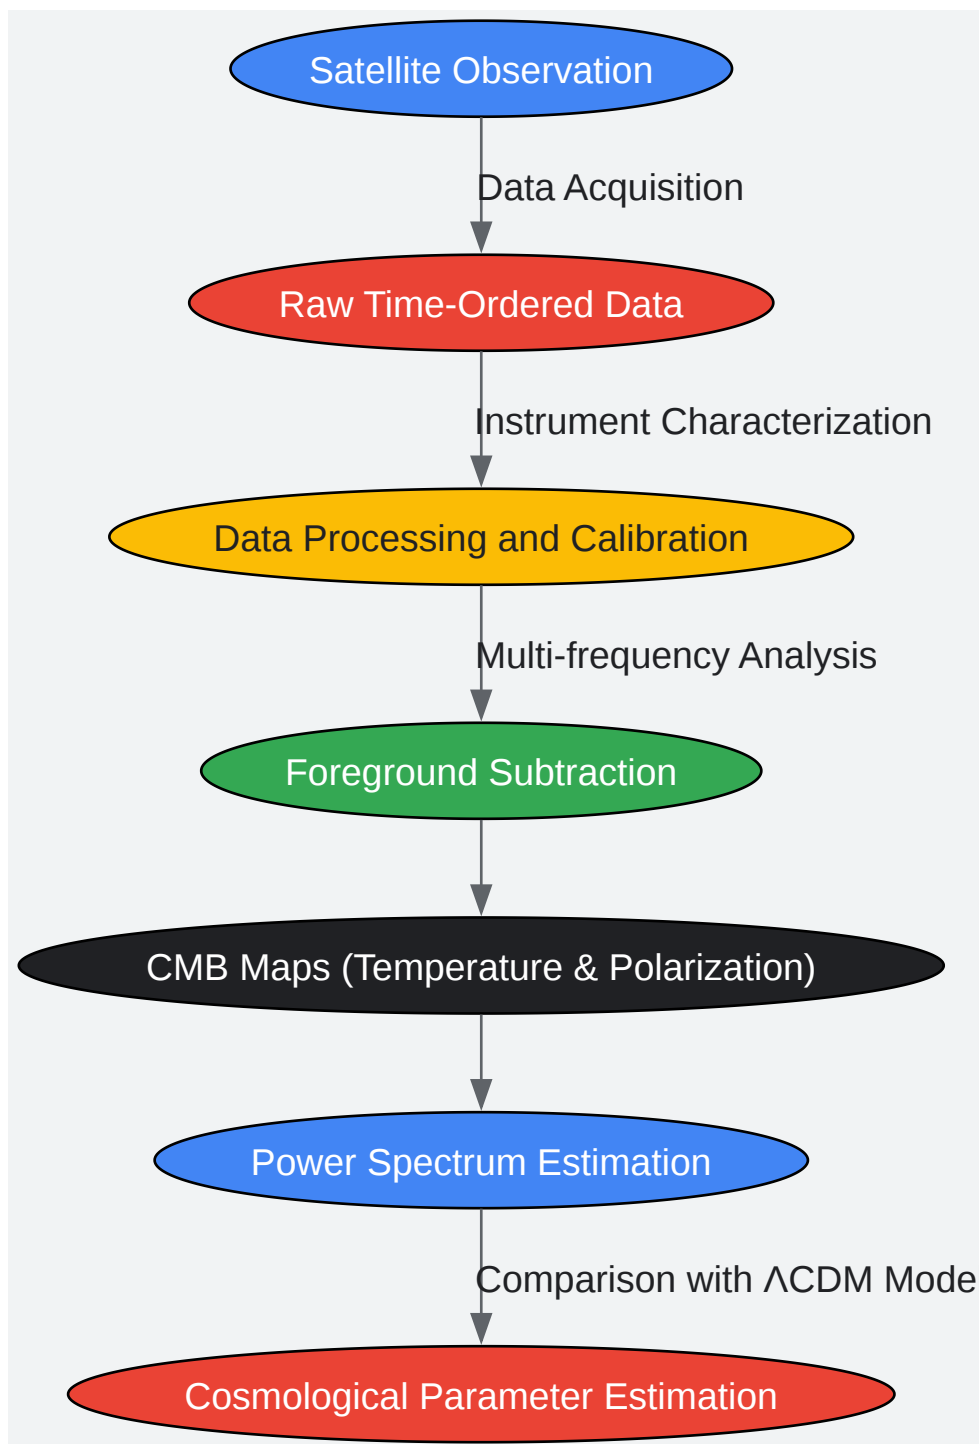 Satellite Observation
Data Acquisition
Raw Time-Ordered Data
Instrument Characterization
Data Processing and Calibration
Multi-frequency Analysis
Foreground Subtraction
CMB Maps (Temperature & Polarization)
Power Spectrum Estimation
Comparison with ΛCDM Mode
Cosmological Parameter Estimation